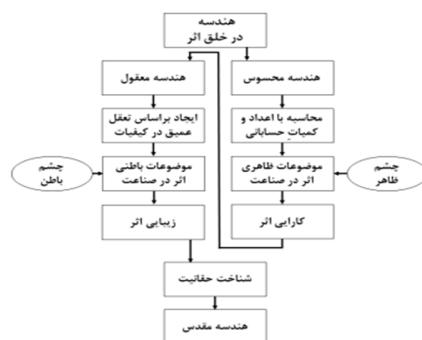 هندسه
در خلق اثر
هندسه محسوس
هندسه معقول
محاسبه با اعداد و
کمیات حسابانی
ایجاد براساس تعقل
عمیق در کیفیات
چشم
ظاهر
موضوعات ظاهری
اثر در صناعت
موضوعات باطنی
اثر در صناعت
چشم
باطن
کارایی اثر
زیبایی اثر
شناخت حقانیت
هندسه مقدس